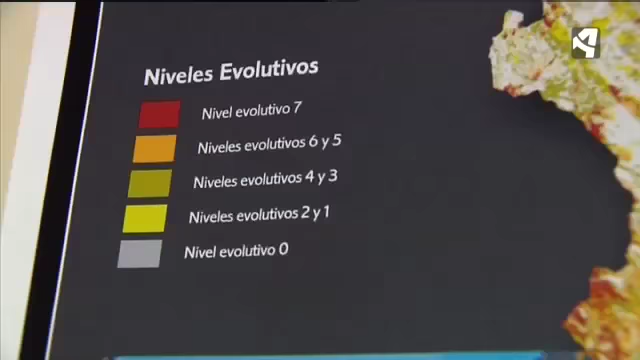 Niveles Evolutivos
Nivel evolutivo 7
Niveles evolutivos 6 y 5
Niveles evolutivos 4 y 3
Niveles evolutivos 2 y 1
Nivel evolutivo 0